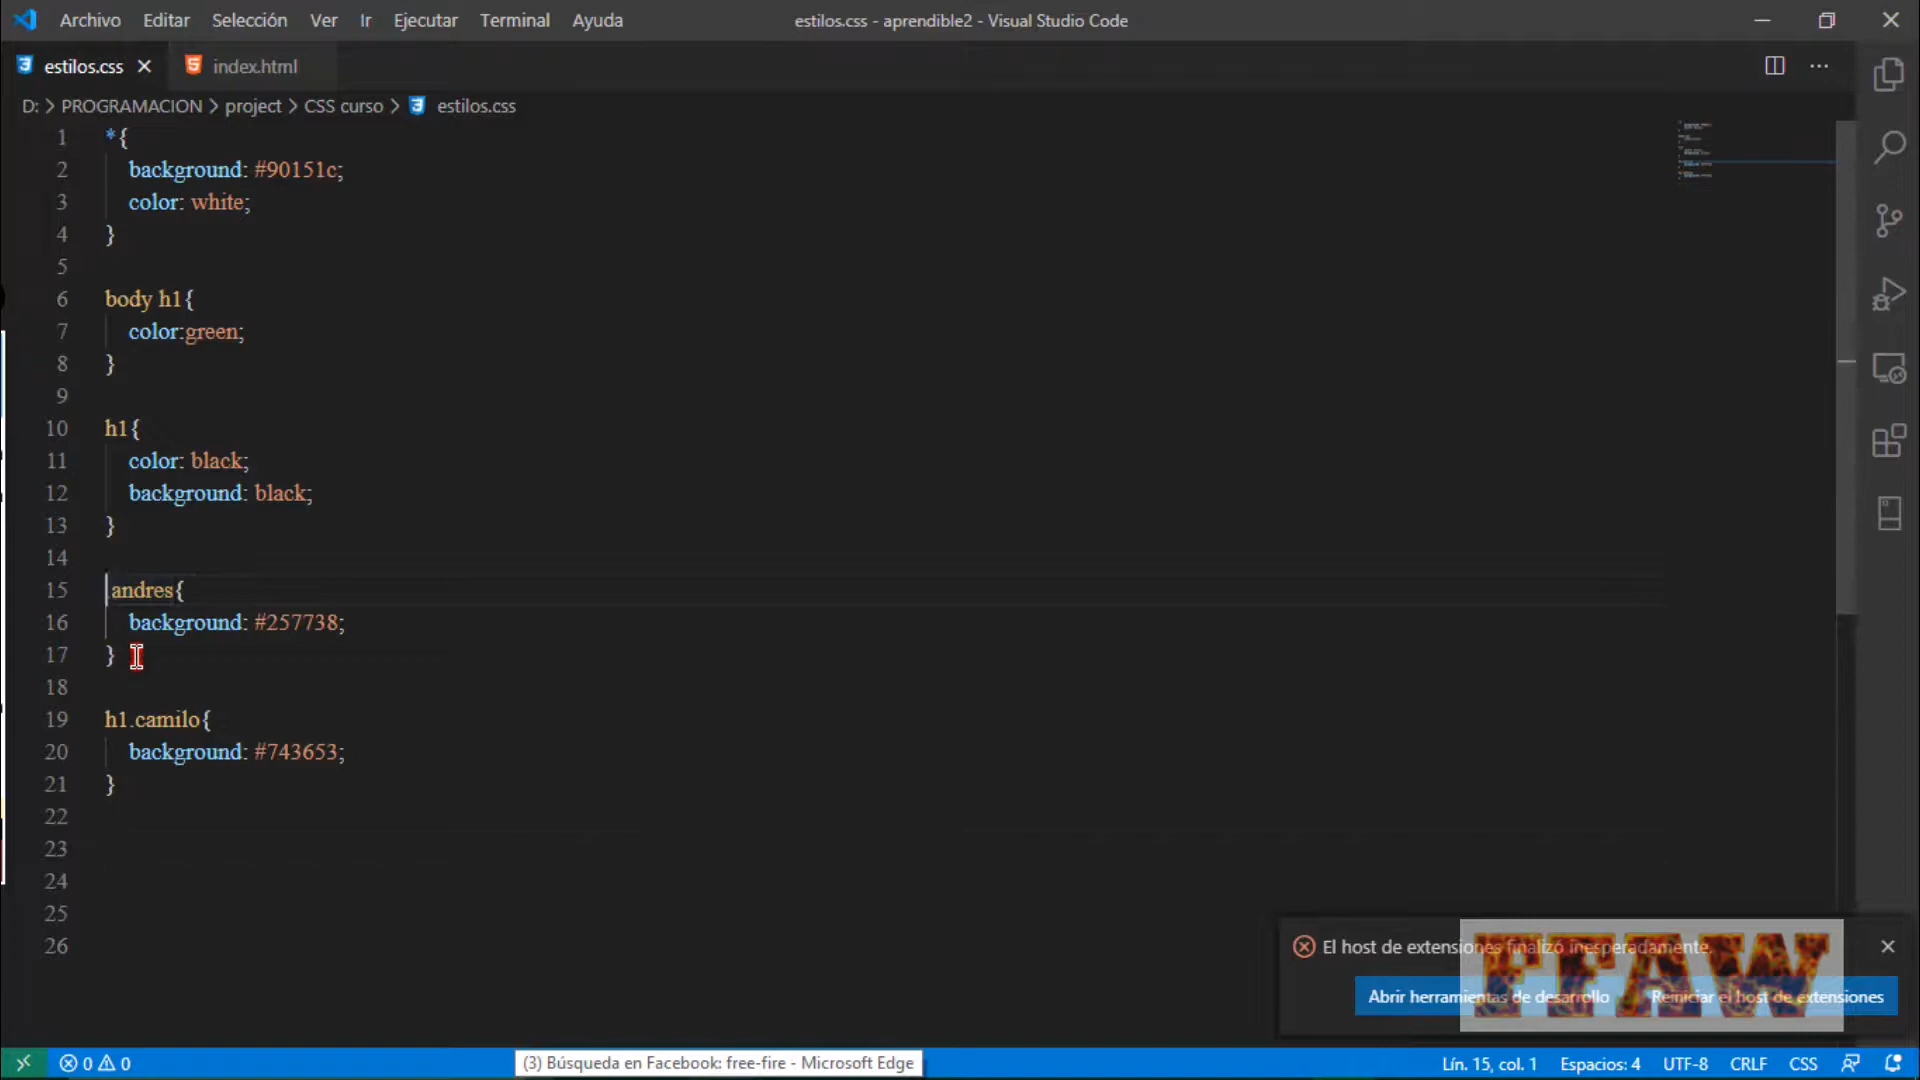 Archivo Editar Selección Ver Ir Ejecutar Terminal Ayuda estilos.css - aprendible2 - Visual Studio Code
estilos.css index.html
D: > PROGRAMACION > project > CSS curso > estilos.css
1 *{
2 background: #90151c;
3 color: white;
4 }
5
6 body h1{
7 color:green;
8 }
9
10 h1{
11 color: black;
12 background: black;
13 }
14
15 .andres{
16 background: #257738;
17 }
18
19 h1.camilo{
20 background: #743653;
21 }
22
23
24
25
26
El host de extensiones finalizó inesperadamente.
Abrir herramientas de desarrollo Reiniciar el host de extensiones
FFAW
0 0 (3) Búsqueda en Facebook: free-fire - Microsoft Edge Lín. 15, col. 1 Espacios: 4 UTF-8 CRLF CSS